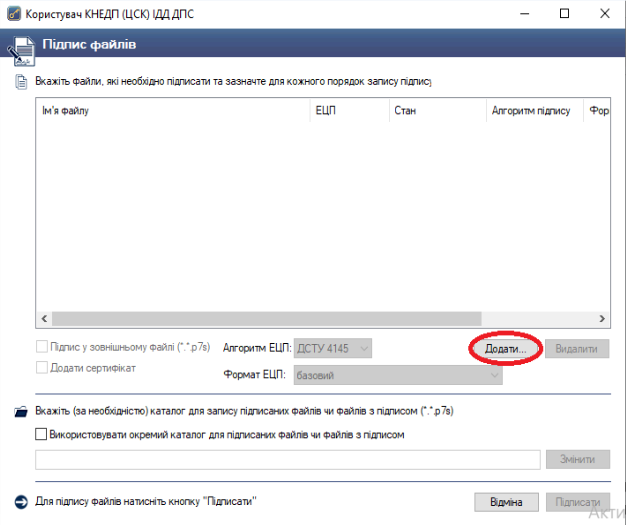 Користувач КНЕДП (ЦСК) ІДД ДПС
Підпис файлів
Вкажіть файли, які необхідно підписати та зазначте для кожного порядок запису підпису
Ім'я файлу ЕЦП Стан Алгоритм підпису Фор
Підпис у зовнішньому файлі (*.*.p7s) Алгоритм ЕЦП: ДСТУ 4145 Додати... Видалити
Додати сертифікат
Формат ЕЦП: базовий
Вкажіть (за необхідністю) каталог для запису підписаних файлів чи файлів з підписом (*.*.p7s)
Використовувати окремий каталог для підписаних файлів чи файлів з підписом
Змінити
Для підпису файлів натисніть кнопку "Підписати" Відміна Підписати
Акти